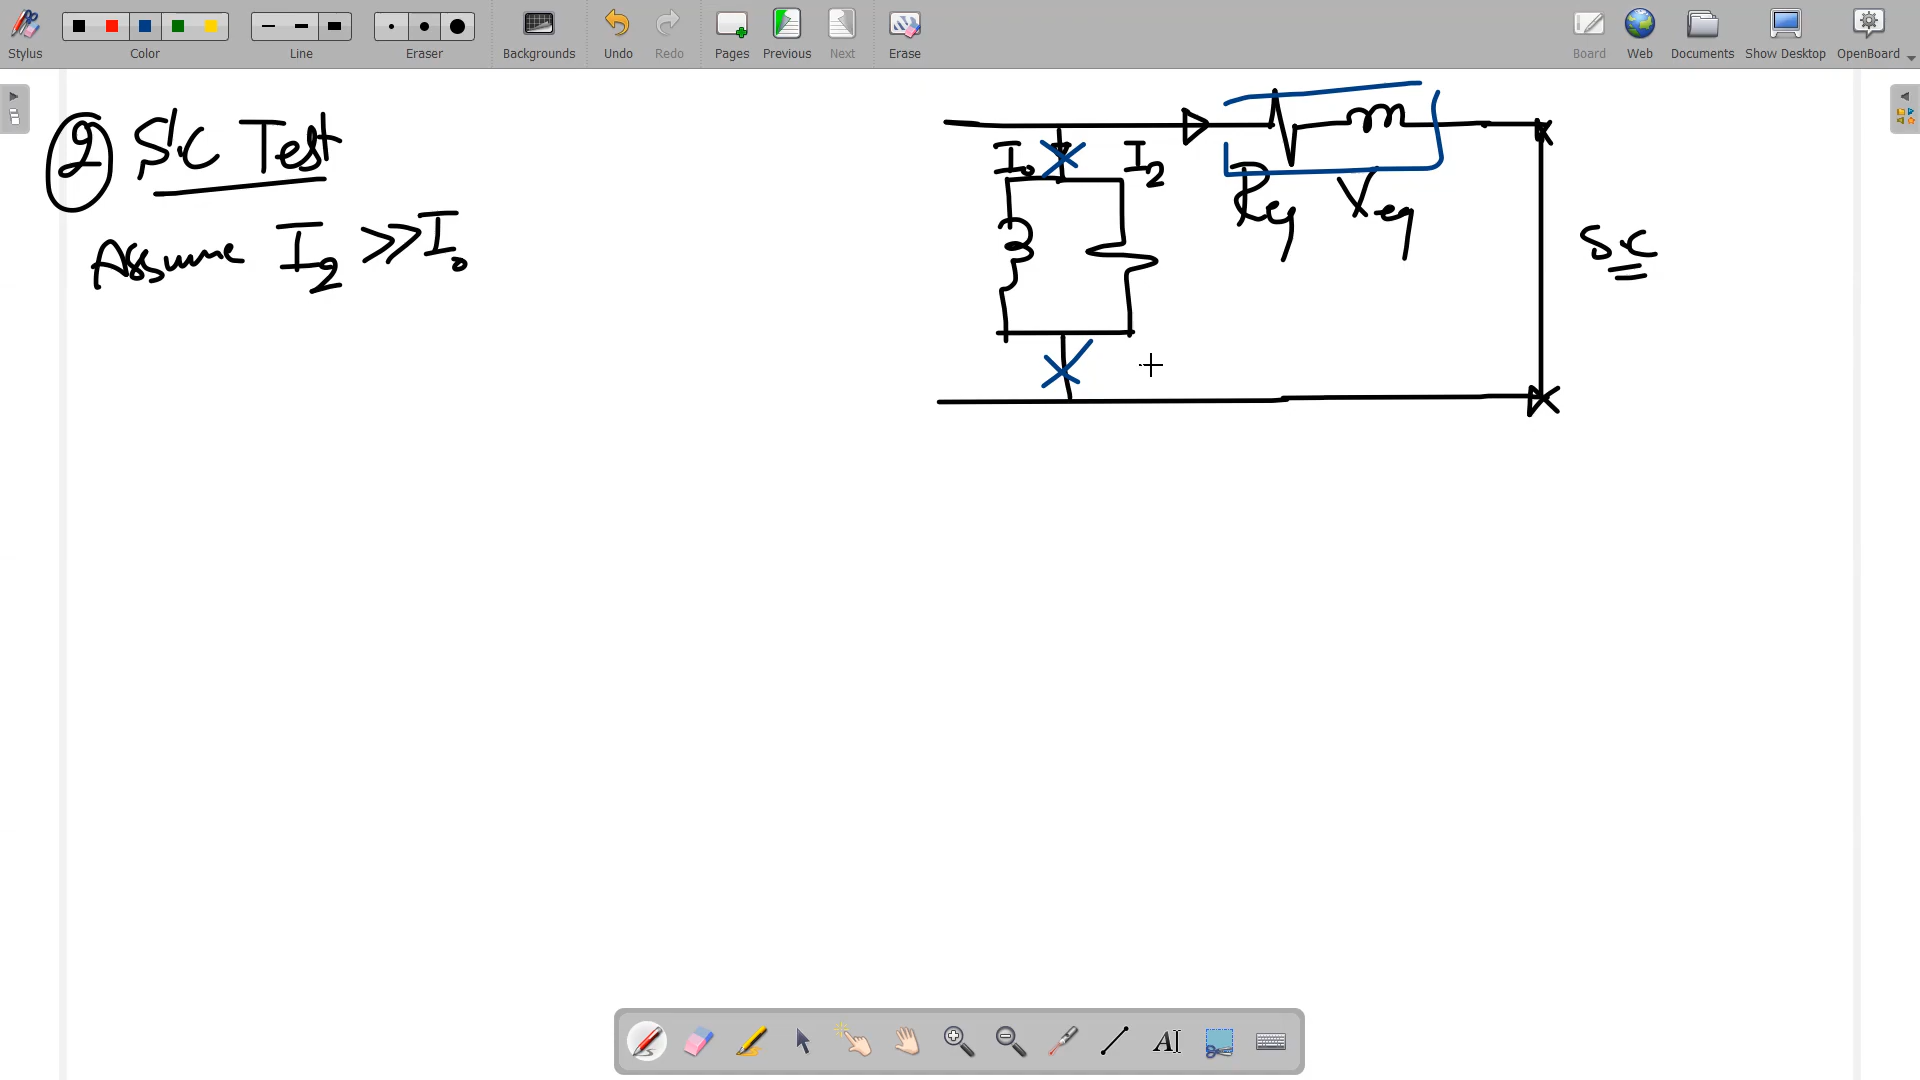 Stylus
Color
Line
Eraser
Backgrounds
Undo
Redo
Pages
Previous
Next
Erase
Board
Web
Documents
Show Desktop
OpenBoard
② S.C Test
Assume I₂ >> I₀
I₀
I₂
Req Xeq
S.C